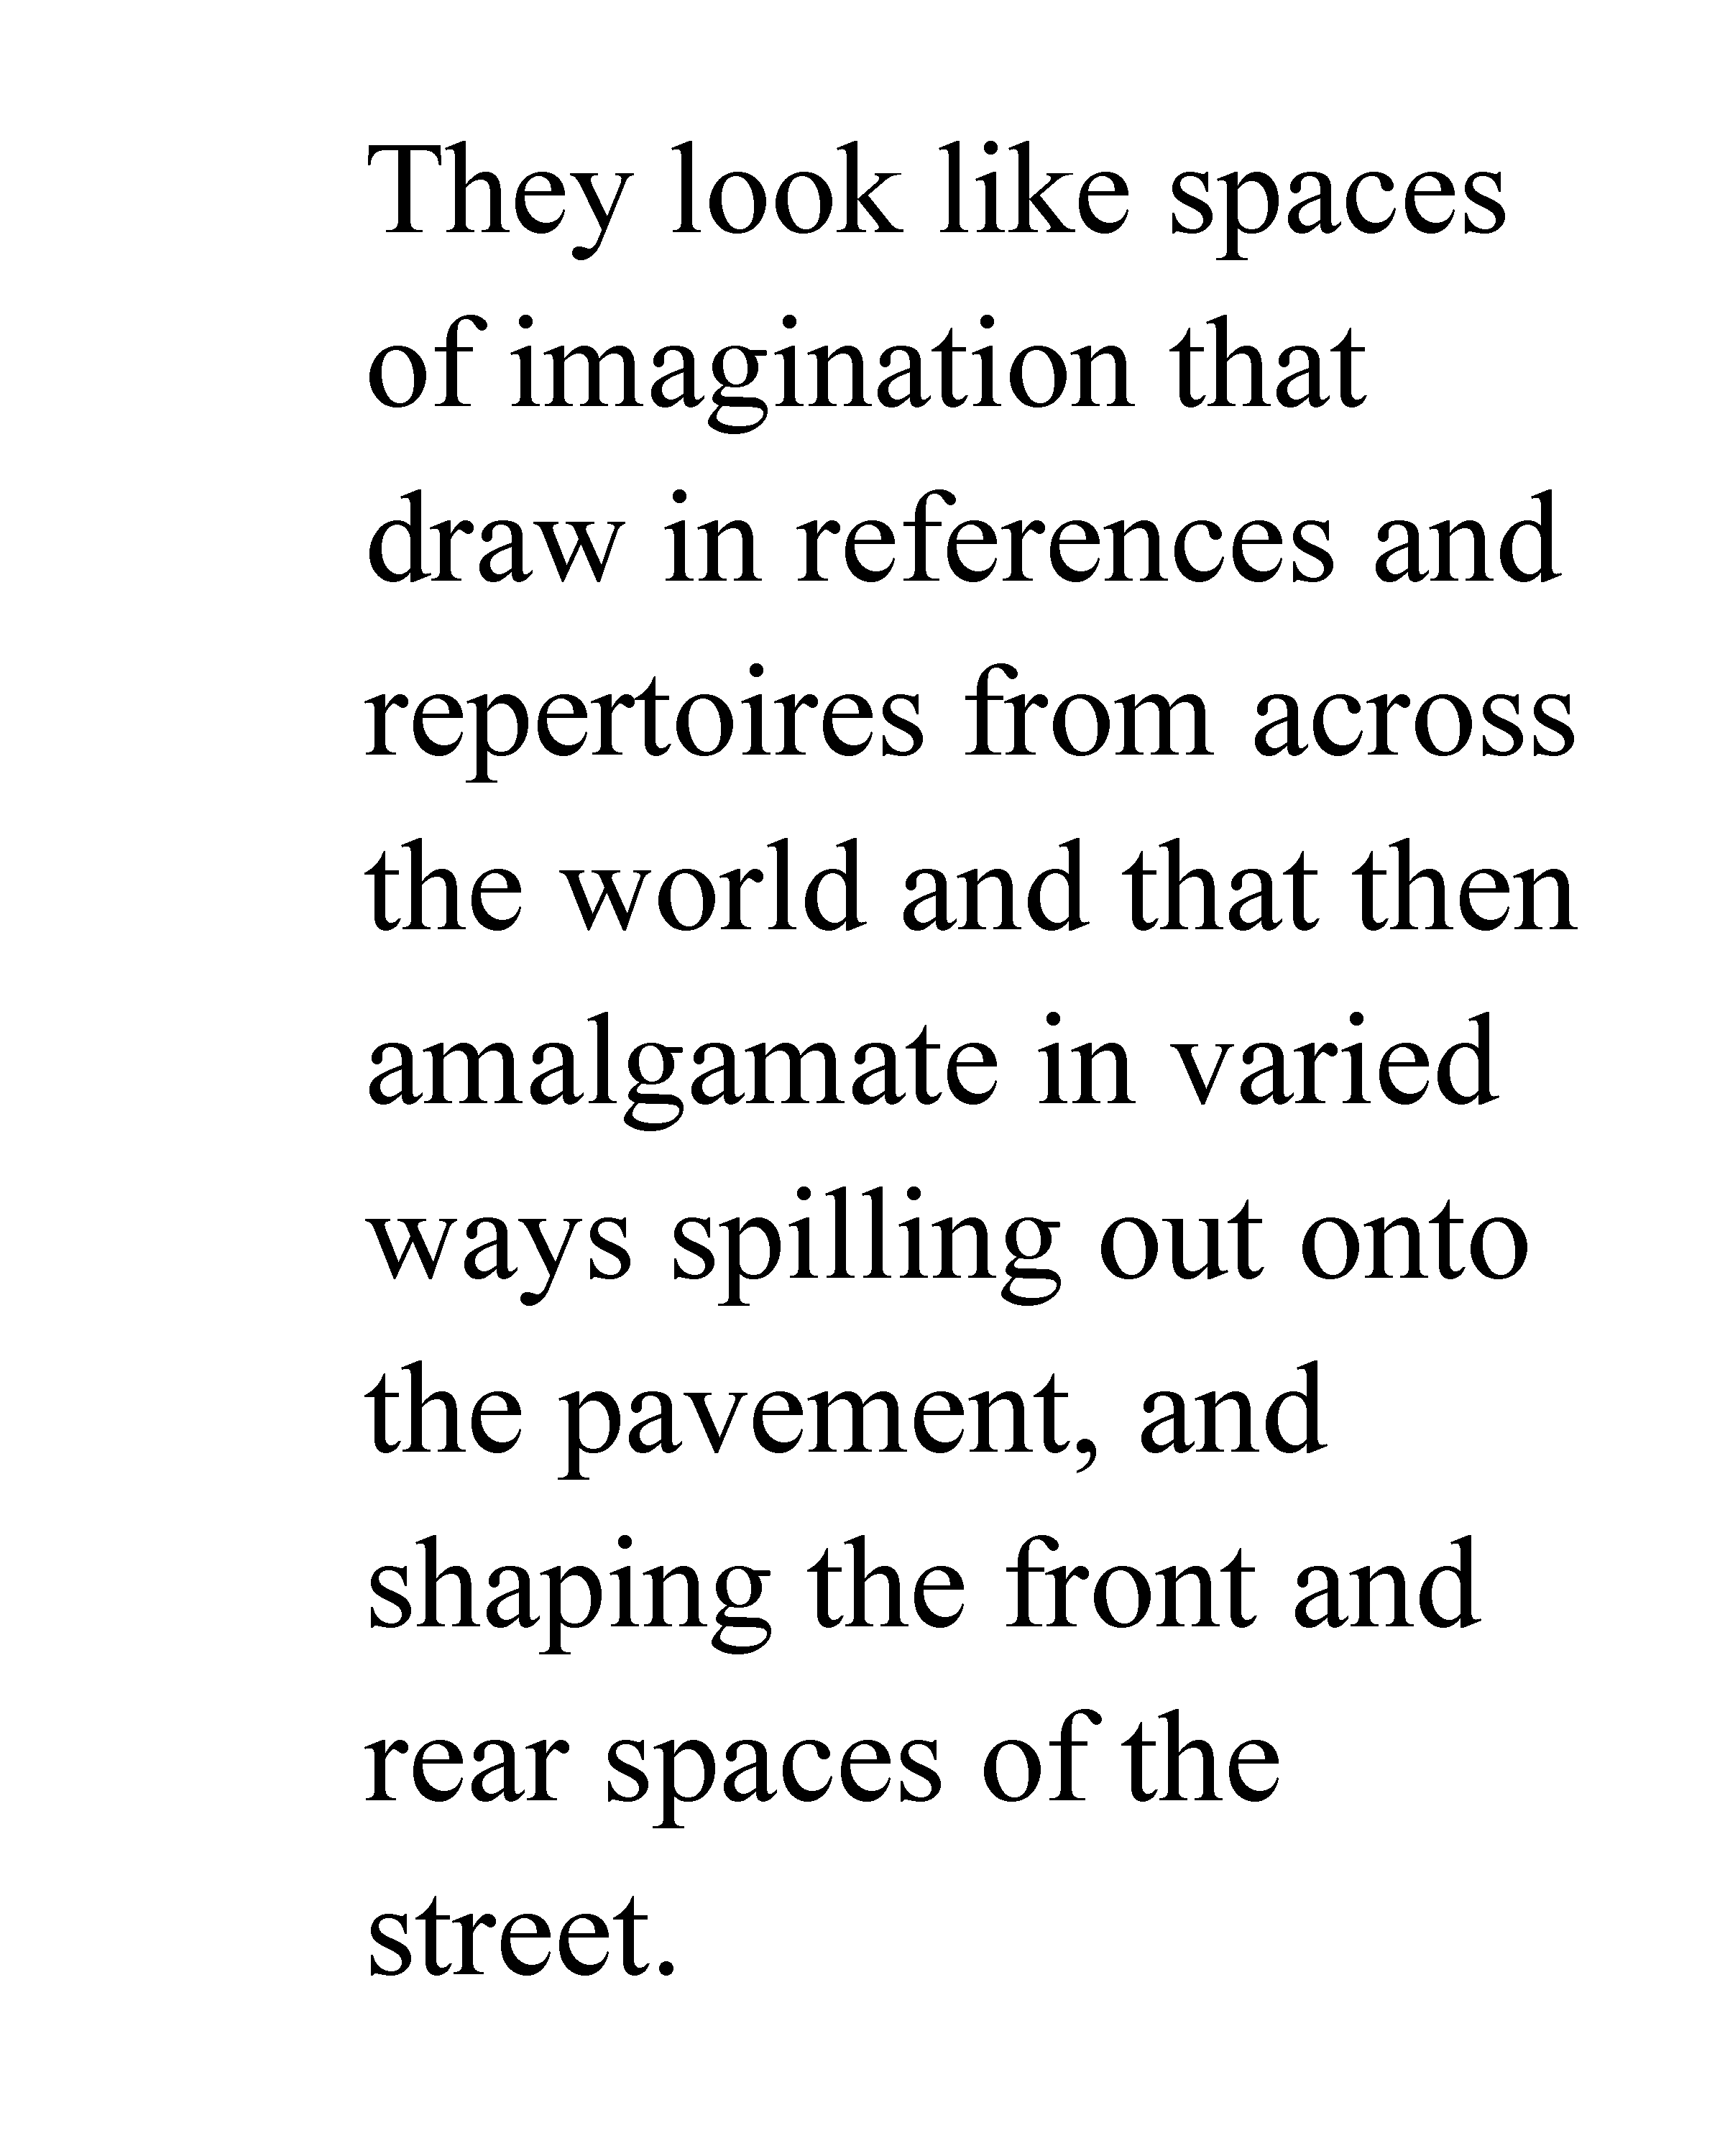 They look like spaces
of imagination that
draw in references and
repertoires from across
the world and that then
amalgamate in varied
ways spilling out onto
the pavement, and
shaping the front and
rear spaces of the
street.